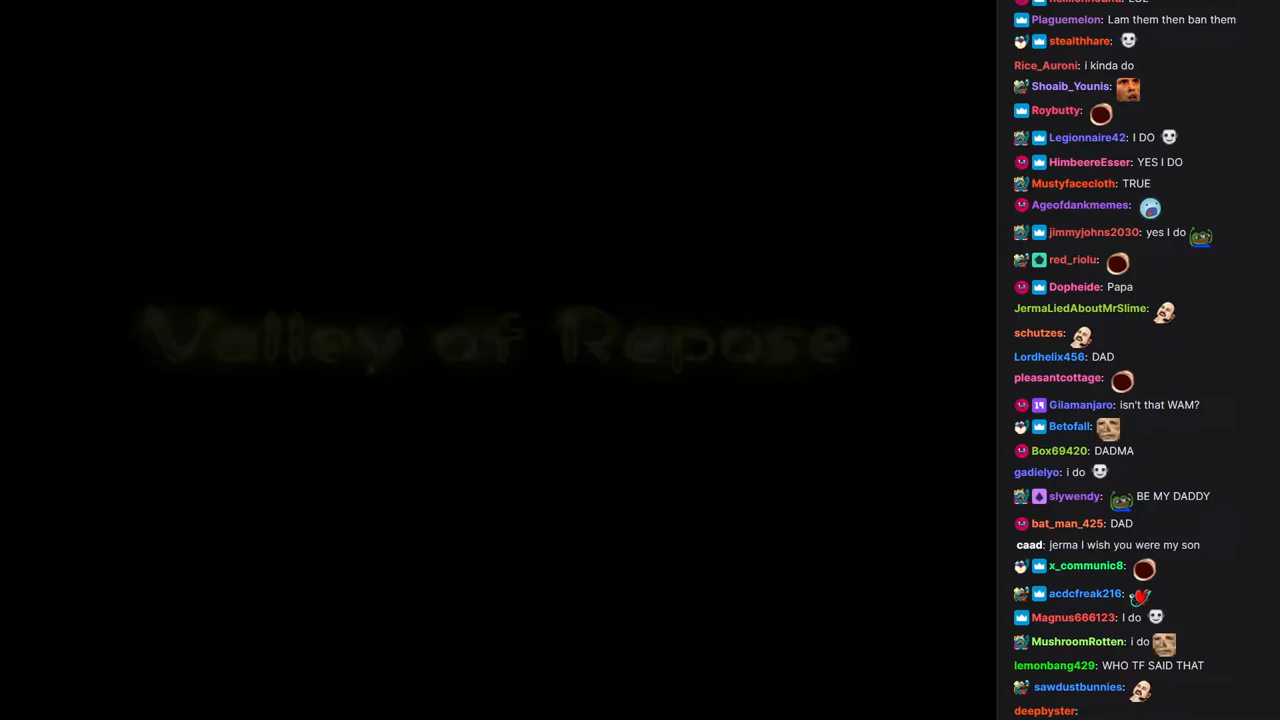 Plaguemelon: Lam them then ban them
stealthhare:
Rice_Auroni: i kinda do
Shoaib_Younis:
Roybutty:
Legionnaire42: I DO
HimbeereEsser: YES I DO
Mustyfacecloth: TRUE
Ageofdankmemes:
jimmyjohns2030: yes I do
red_riolu:
Dopheide: Papa
JermaLiedAboutMrSlime:
schutzes:
Lordhelix456: DAD
pleasantcottage:
Gilamanjaro: isn't that WAM?
Betofall:
Box69420: DADMA
gadielyo: i do
slywendy: BE MY DADDY
bat_man_425: DAD
caad: jerma I wish you were my son
x_communic8:
acdcfreak216:
Magnus666123: I do
MushroomRotten: i do
lemonbang429: WHO TF SAID THAT
sawdustbunnies:
deepbyster:
Valley of Repose